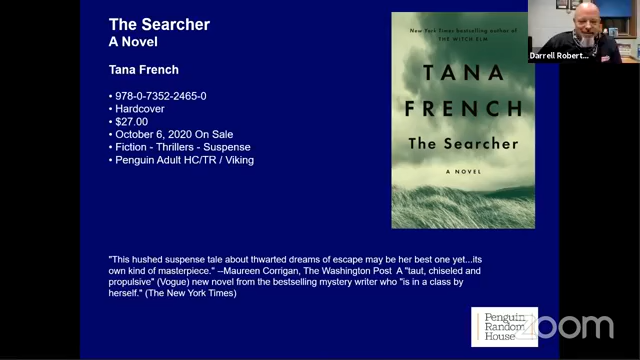 The Searcher
A Novel
Tana French
• 978-0-7352-2465-0
• Hardcover
• $27.00
• October 6, 2020 On Sale
• Fiction - Thrillers - Suspense
• Penguin Adult HC/TR / Viking
New York Times bestselling author of
THE WITCH ELM
TANA
FRENCH
The Searcher
A NOVEL
Darrell Robert...
"This hushed suspense tale about thwarted dreams of escape may be her best one yet...its
own kind of masterpiece." --Maureen Corrigan, The Washington Post  A "taut, chiseled and
propulsive" (Vogue) new novel from the bestselling mystery writer who "is in a class by
herself." (The New York Times)
Penguin
Random
House
zoom